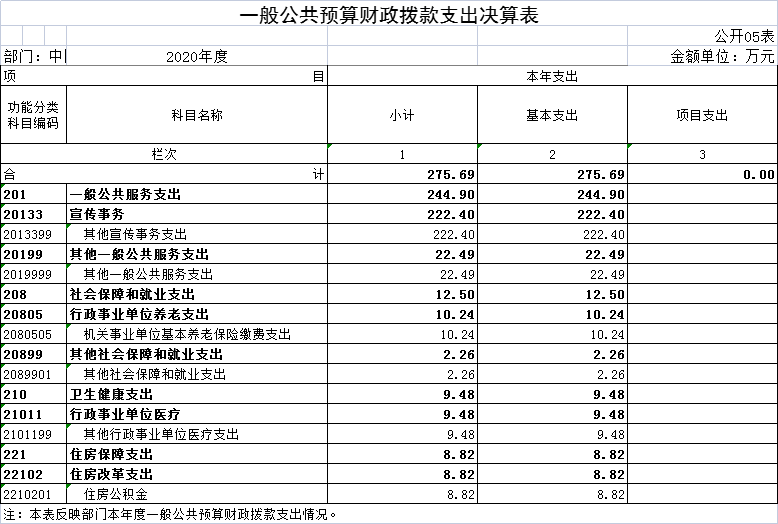 一般公共预算财政拨款支出决算表
公开05表
部门：中 2020年度 金额单位：万元
项 目 本年支出
功能分类科目编码 科目名称 小计 基本支出 项目支出
栏次 1 2 3
合 计 275.69 275.69 0.00
201 一般公共服务支出 244.90 244.90
20133 宣传事务 222.40 222.40
2013399 其他宣传事务支出 222.40 222.40
20199 其他一般公共服务支出 22.49 22.49
2019999 其他一般公共服务支出 22.49 22.49
208 社会保障和就业支出 12.50 12.50
20805 行政事业单位养老支出 10.24 10.24
2080505 机关事业单位基本养老保险缴费支出 10.24 10.24
20899 其他社会保障和就业支出 2.26 2.26
2089901 其他社会保障和就业支出 2.26 2.26
210 卫生健康支出 9.48 9.48
21011 行政事业单位医疗 9.48 9.48
2101199 其他行政事业单位医疗支出 9.48 9.48
221 住房保障支出 8.82 8.82
22102 住房改革支出 8.82 8.82
2210201 住房公积金 8.82 8.82
注：本表反映部门本年度一般公共预算财政拨款支出情况。